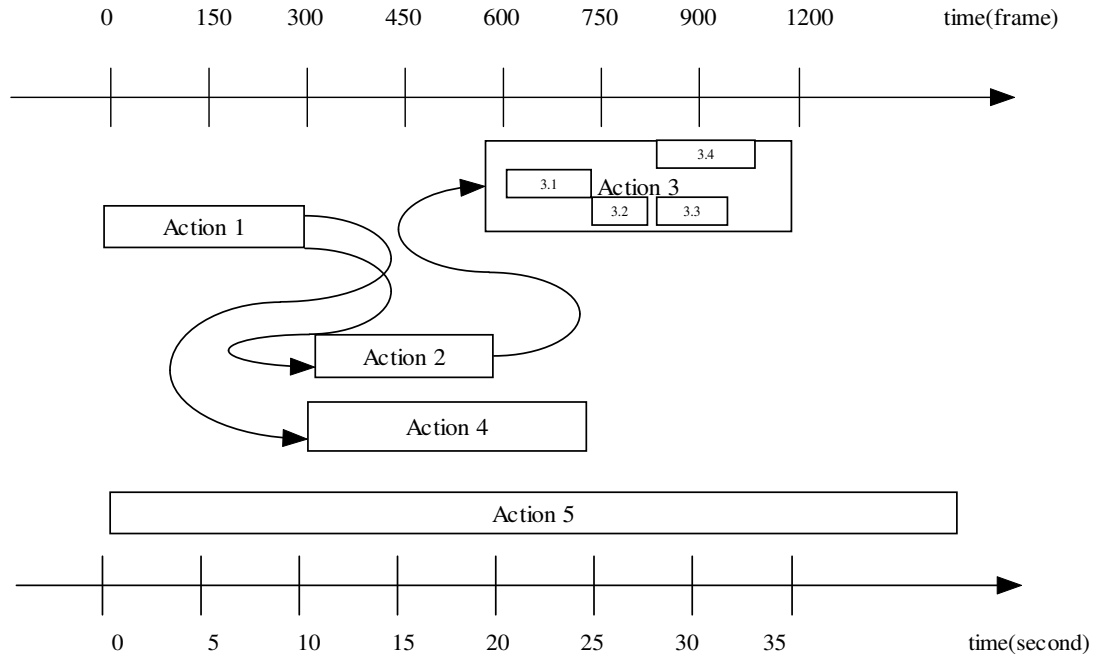 0 150 300 450 600 750 900 1200 time(frame)
3.4
3.1 Action 3
3.2 3.3
Action 1
Action 2
Action 4
Action 5
0 5 10 15 20 25 30 35 time(second)